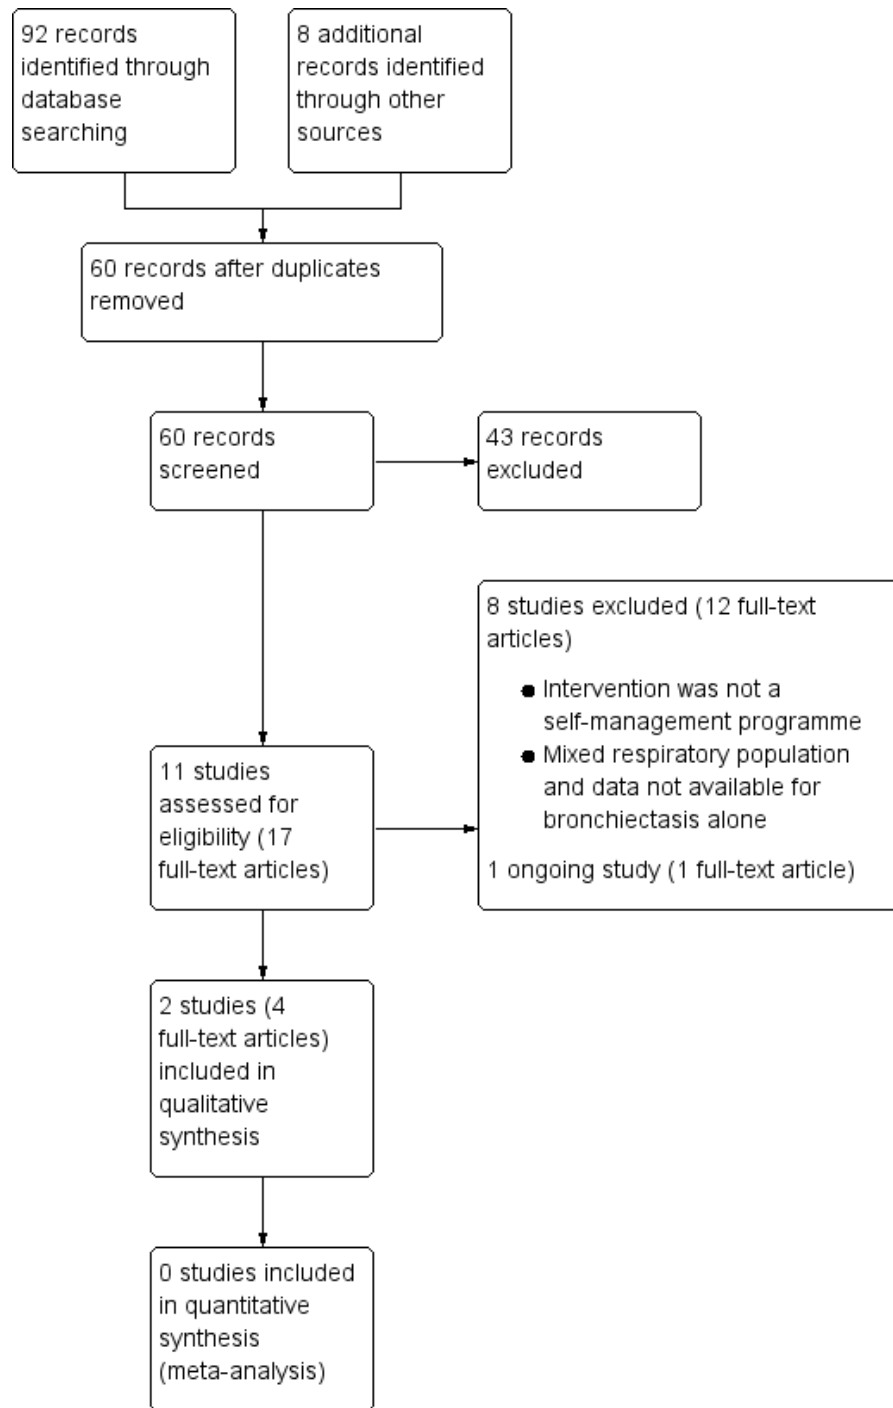 92 records
identified through
database
searching
8 additional
records identified
through other
sources
60 records after duplicates
removed
60 records
screened
43 records
excluded
8 studies excluded (12 full-text
articles)
● Intervention was not a
self-management programme
● Mixed respiratory population
and data not available for
bronchiectasis alone
1 ongoing study (1 full-text article)
11 studies
assessed for
eligibility (17
full-text articles)
2 studies (4
full-text articles)
included in
qualitative
synthesis
0 studies included
in quantitative
synthesis
(meta-analysis)